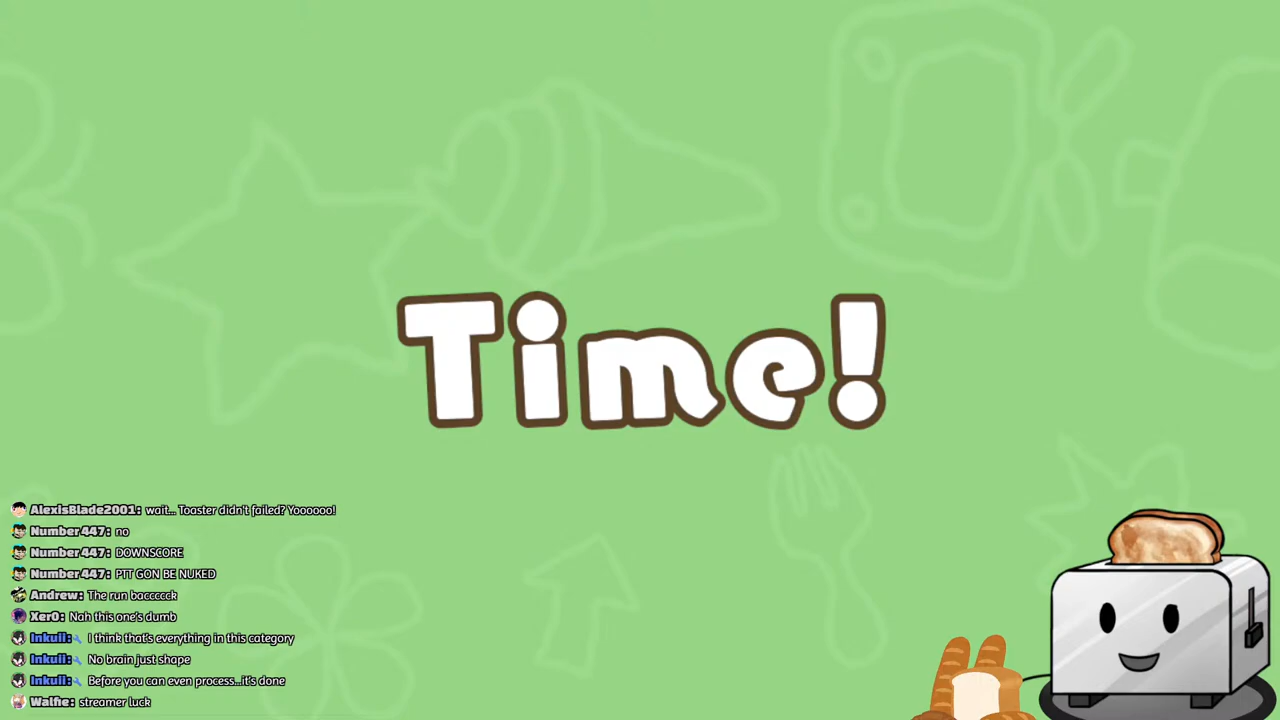 Time!
AlexisBlade2001: wait... Toaster didn't failed? Yoooooo!
Number447: no
Number447: DOWNSCORE
Number447: PTT GON BE NUKED
Andrew: The run bacccccck
XerO: Nah this one's dumb
Inkuii: I think that's everything in this category
Inkuii: No brain just shape
Inkuii: Before you can even process...it's done
Walfie: streamer luck